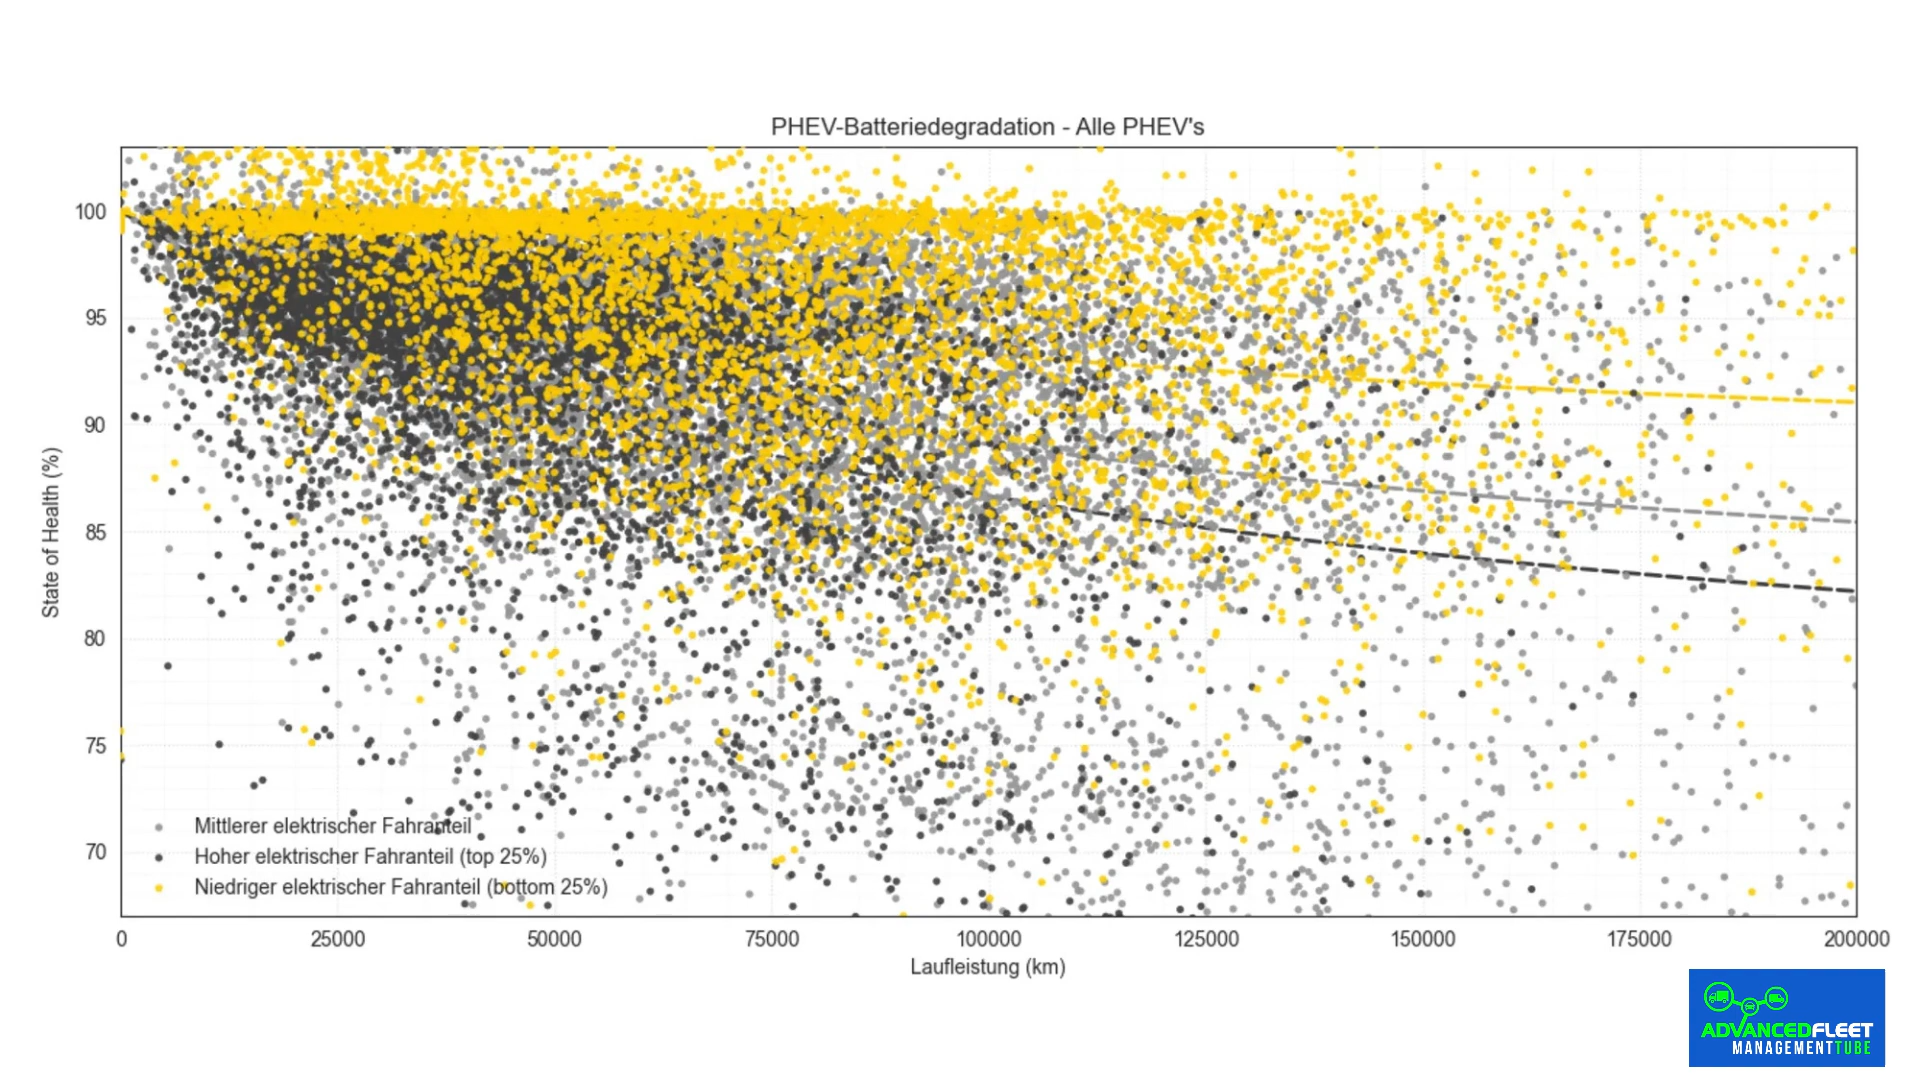 PHEV-Batteriedegradation - Alle PHEV's
State of Health (%)
100
95
90
85
80
75
70
Mittlerer elektrischer Fahranteil
Hoher elektrischer Fahranteil (top 25%)
Niedriger elektrischer Fahranteil (bottom 25%)
0 25000 50000 75000 100000 125000 150000 175000 200000
Laufleistung (km)
ADVANCEDFLEET
MANAGEMENTTUBE